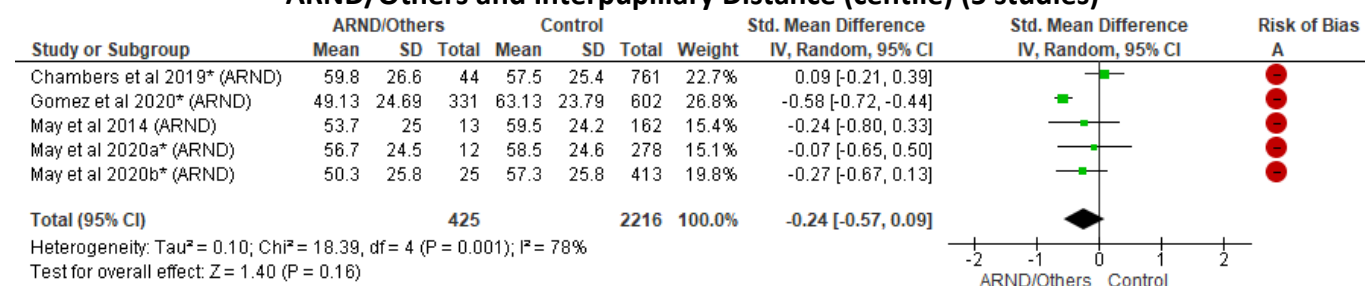 ARND/Others and Interpupillary Distance (centile) (5 studies)
ARND/Others Control Std. Mean Difference Std. Mean Difference Risk of Bias
Study or Subgroup Mean SD Total Mean SD Total Weight IV, Random, 95% CI IV, Random, 95% CI A
Chambers et al 2019* (ARND) 59.8 26.6 44 57.5 25.4 761 22.7% 0.09 [-0.21, 0.39]
Gomez et al 2020* (ARND) 49.13 24.69 331 63.13 23.79 602 26.8% -0.58 [-0.72, -0.44]
May et al 2014 (ARND) 53.7 25 13 59.5 24.2 162 15.4% -0.24 [-0.80, 0.33]
May et al 2020a* (ARND) 56.7 24.5 12 58.5 24.6 278 15.1% -0.07 [-0.65, 0.50]
May et al 2020b* (ARND) 50.3 25.8 25 57.3 25.8 413 19.8% -0.27 [-0.67, 0.13]
Total (95% CI) 425 2216 100.0% -0.24 [-0.57, 0.09]
Heterogeneity: Tau² = 0.10; Chi² = 18.39, df = 4 (P = 0.001); I² = 78%
Test for overall effect: Z = 1.40 (P = 0.16)
-2 -1 0 1 2
ARND/Others Control